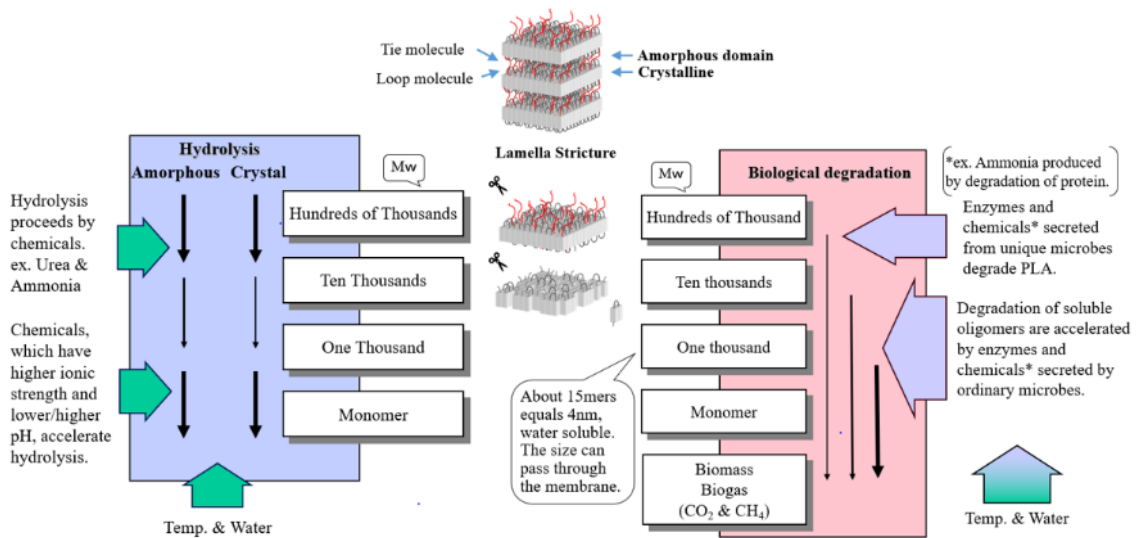 Tie molecule
Loop molecule
Amorphous domain
Crystalline
Lamella Stricture
Hydrolysis
Amorphous Crystal
Mw
Hundreds of Thousands
Ten Thousands
One Thousand
Monomer
Hydrolysis
proceeds by
chemicals.
ex. Urea &
Ammonia
Chemicals,
which have
higher ionic
strength and
lower/higher
pH, accelerate
hydrolysis.
Temp. & Water
Mw
Biological degradation
Hundreds of Thousand
Ten thousands
One thousand
Monomer
Biomass
Biogas
(CO₂ & CH₄)
About 15mers
equals 4nm,
water soluble.
The size can
pass through
the membrane.
*ex. Ammonia produced
by degradation of protein.
Enzymes and
chemicals* secreted
from unique microbes
degrade PLA.
Degradation of soluble
oligomers are accelerated
by enzymes and
chemicals* secreted by
ordinary microbes.
Temp. & Water